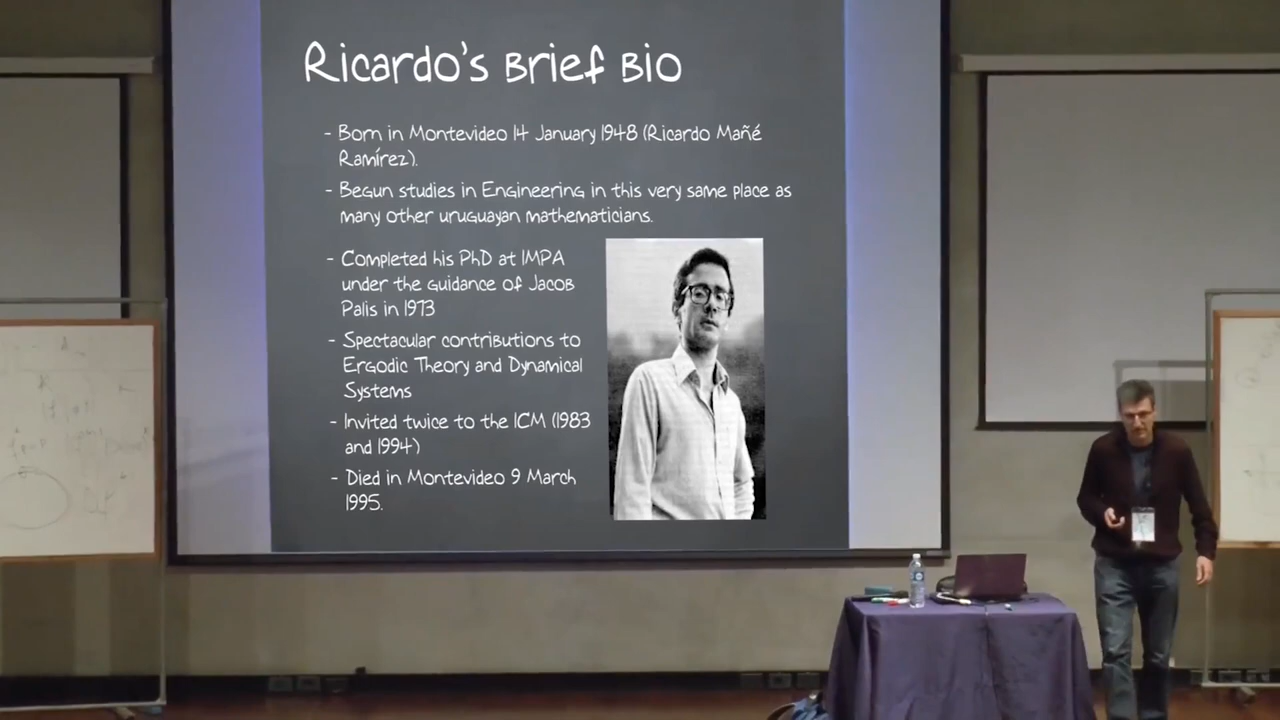 Ricardo's Brief Bio
- Born in Montevideo 14 January 1948 (Ricardo Mañé
Ramírez).
- Begun studies in Engineering in this very same place as
many other uruguayan mathematicians.
- Completed his PhD at IMPA
under the guidance of Jacob
Palis in 1973
- Spectacular contributions to
Ergodic Theory and Dynamical
Systems
- Invited twice to the ICM (1983
and 1994)
- Died in Montevideo 9 March
1995.